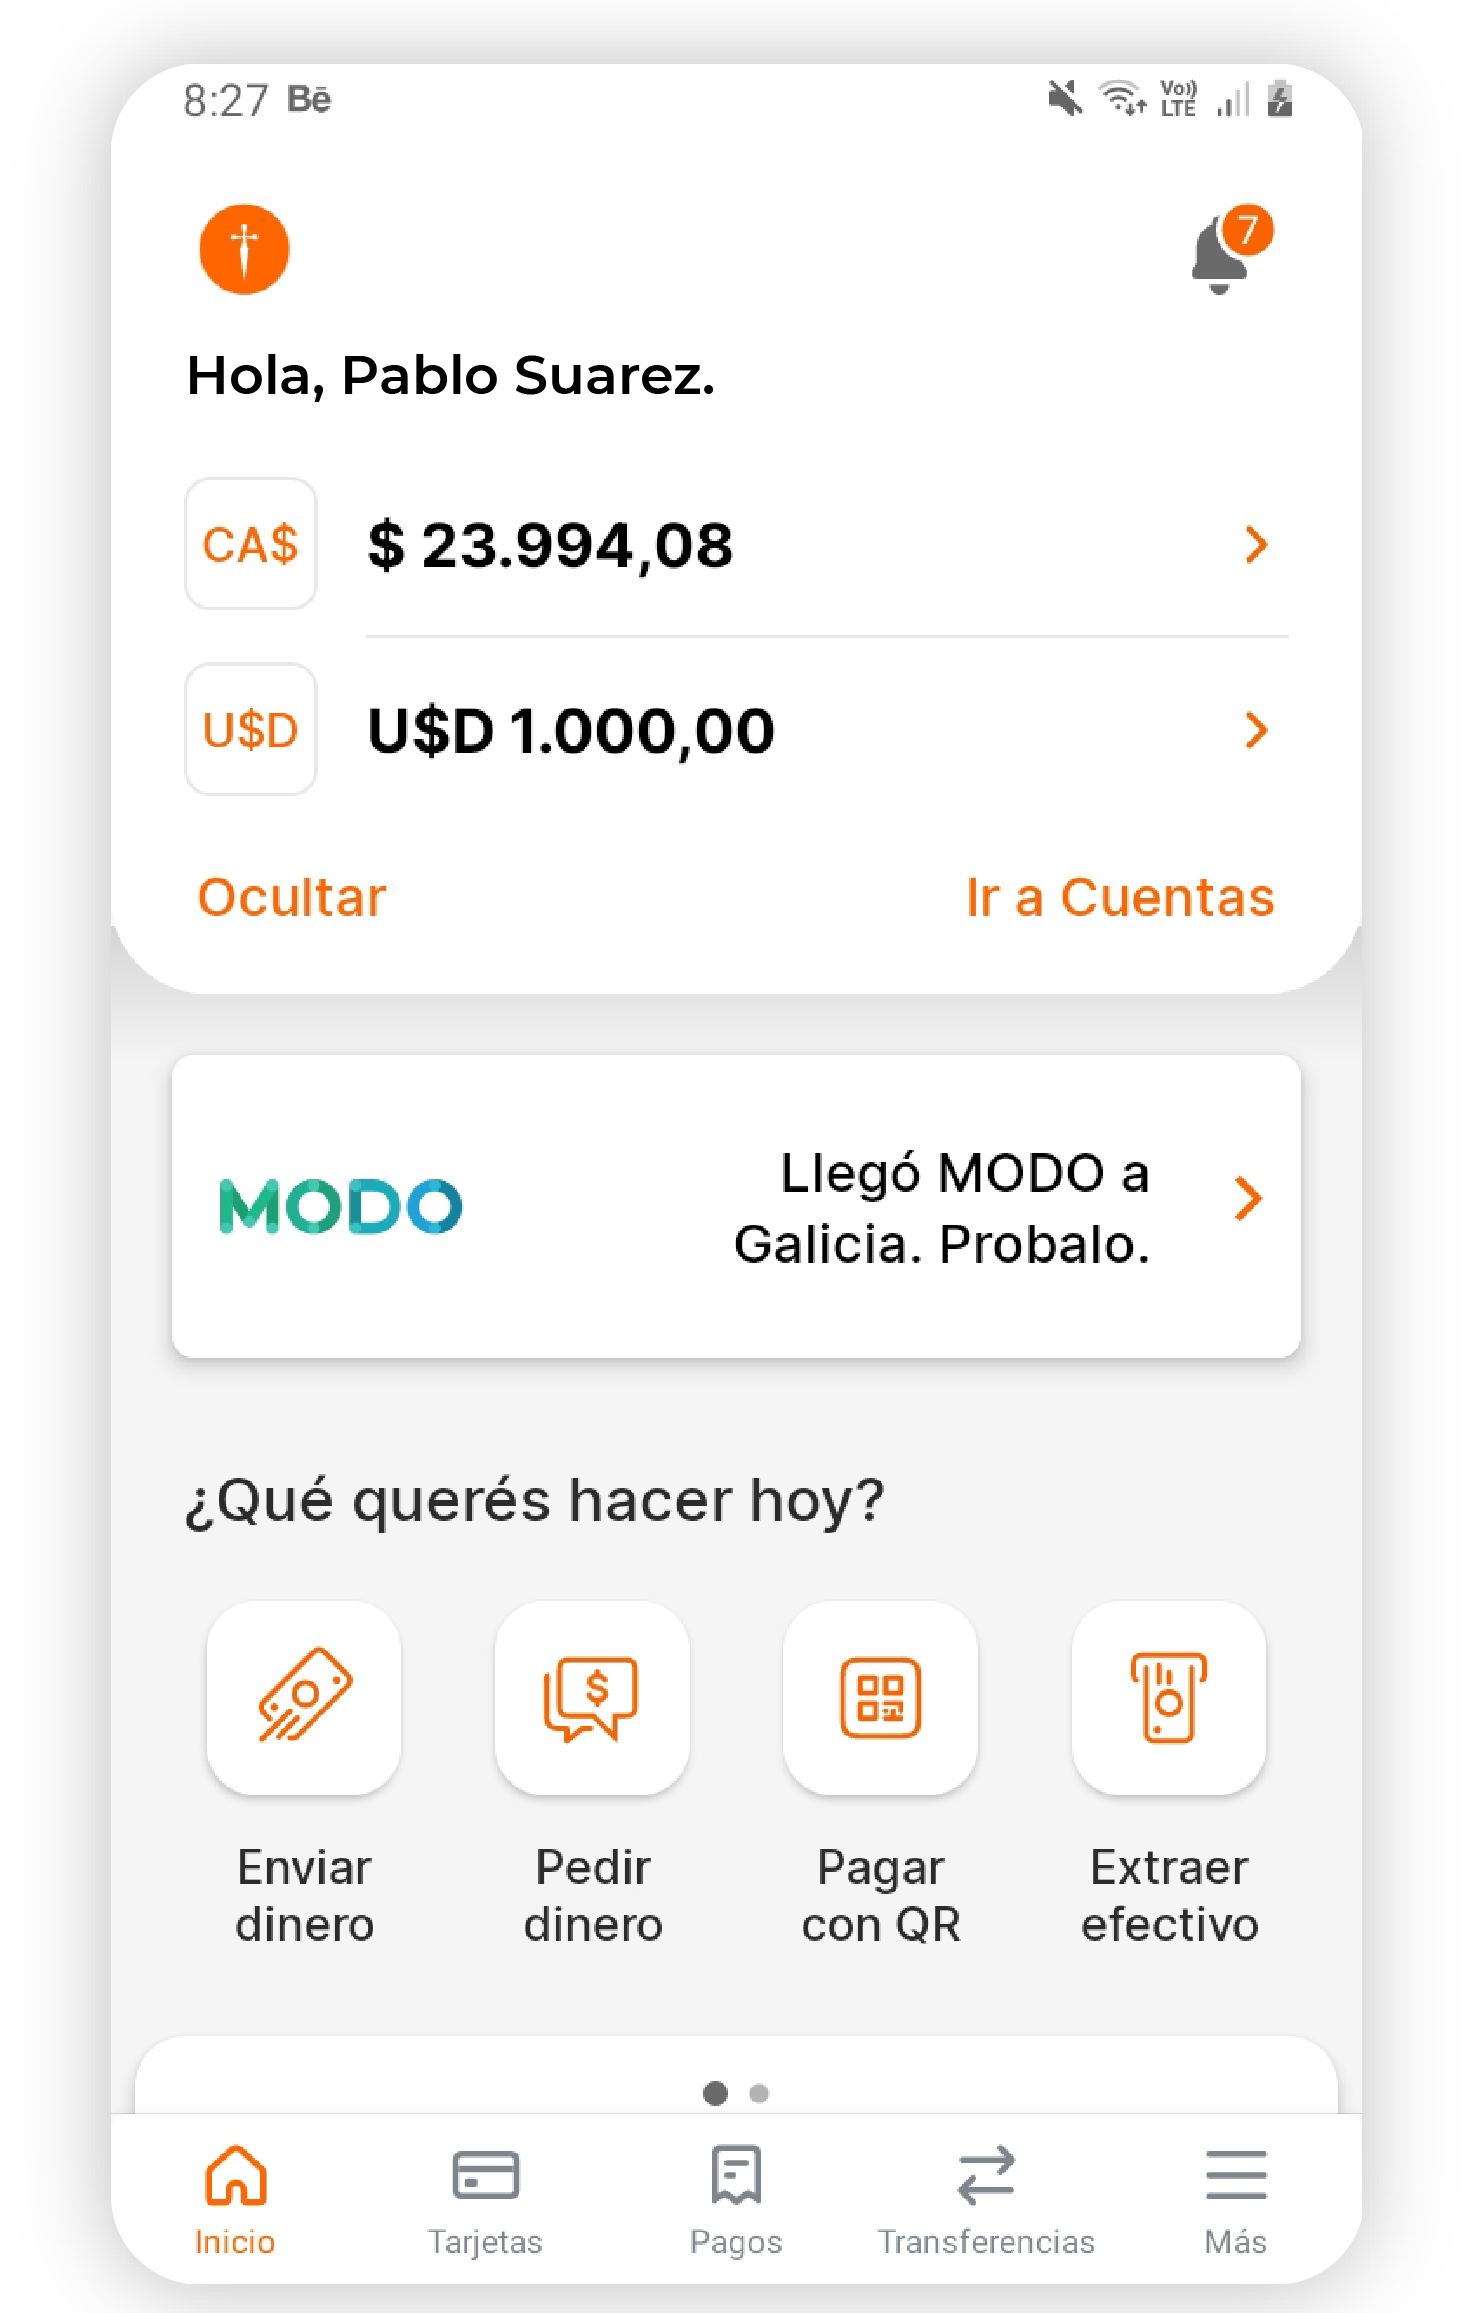 8:27 Bē
Vo)) LTE
7
Hola, Pablo Suarez.
CA$ $ 23.994,08
U$D U$D 1.000,00
Ocultar Ir a Cuentas
MODO
Llegó MODO a
Galicia. Probalo.
¿Qué querés hacer hoy?
$
Enviar
dinero
Pedir
dinero
Pagar
con QR
Extraer
efectivo
Inicio Tarjetas Pagos Transferencias Más